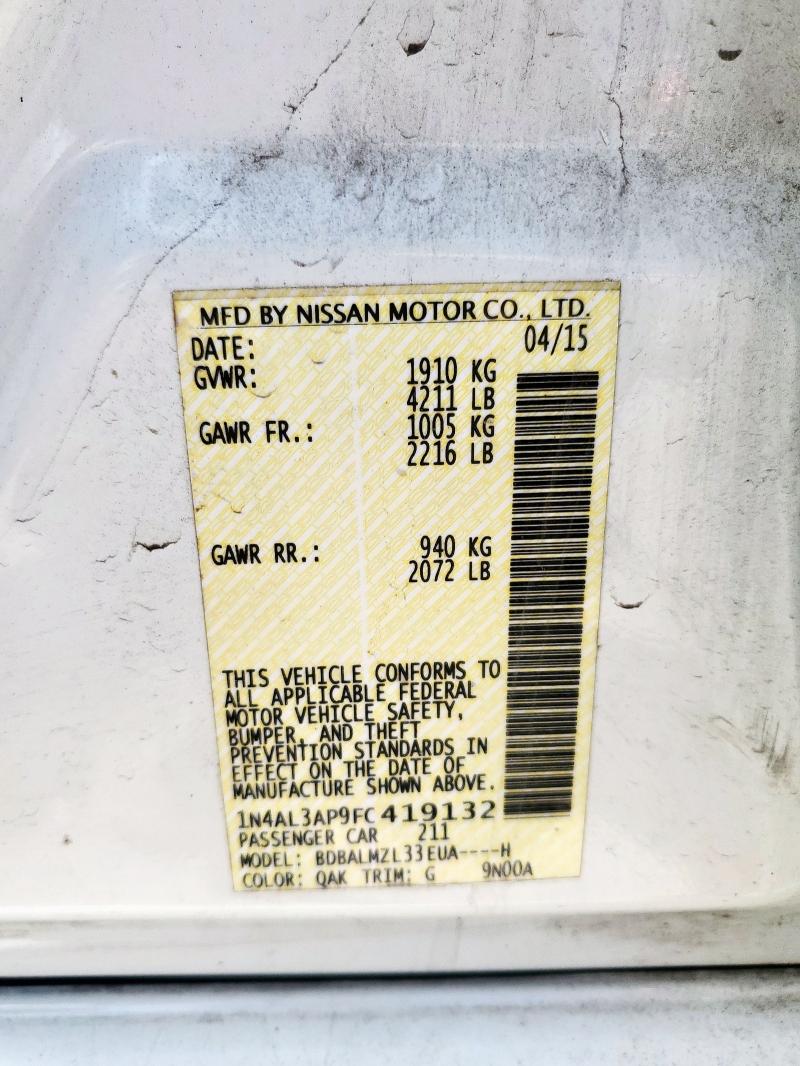 MFD BY NISSAN MOTOR CO., LTD.
DATE: 04/15
GVWR: 1910 KG
4211 LB
GAWR FR.: 1005 KG
2216 LB
GAWR RR.: 940 KG
2072 LB
THIS VEHICLE CONFORMS TO
ALL APPLICABLE FEDERAL
MOTOR VEHICLE SAFETY,
BUMPER, AND THEFT
PREVENTION STANDARDS IN
EFFECT ON THE DATE OF
MANUFACTURE SHOWN ABOVE.
1N4AL3AP9FC419132
PASSENGER CAR 211
MODEL: BDBALMZL33EUA----H
COLOR: QAK TRIM: G 9N00A